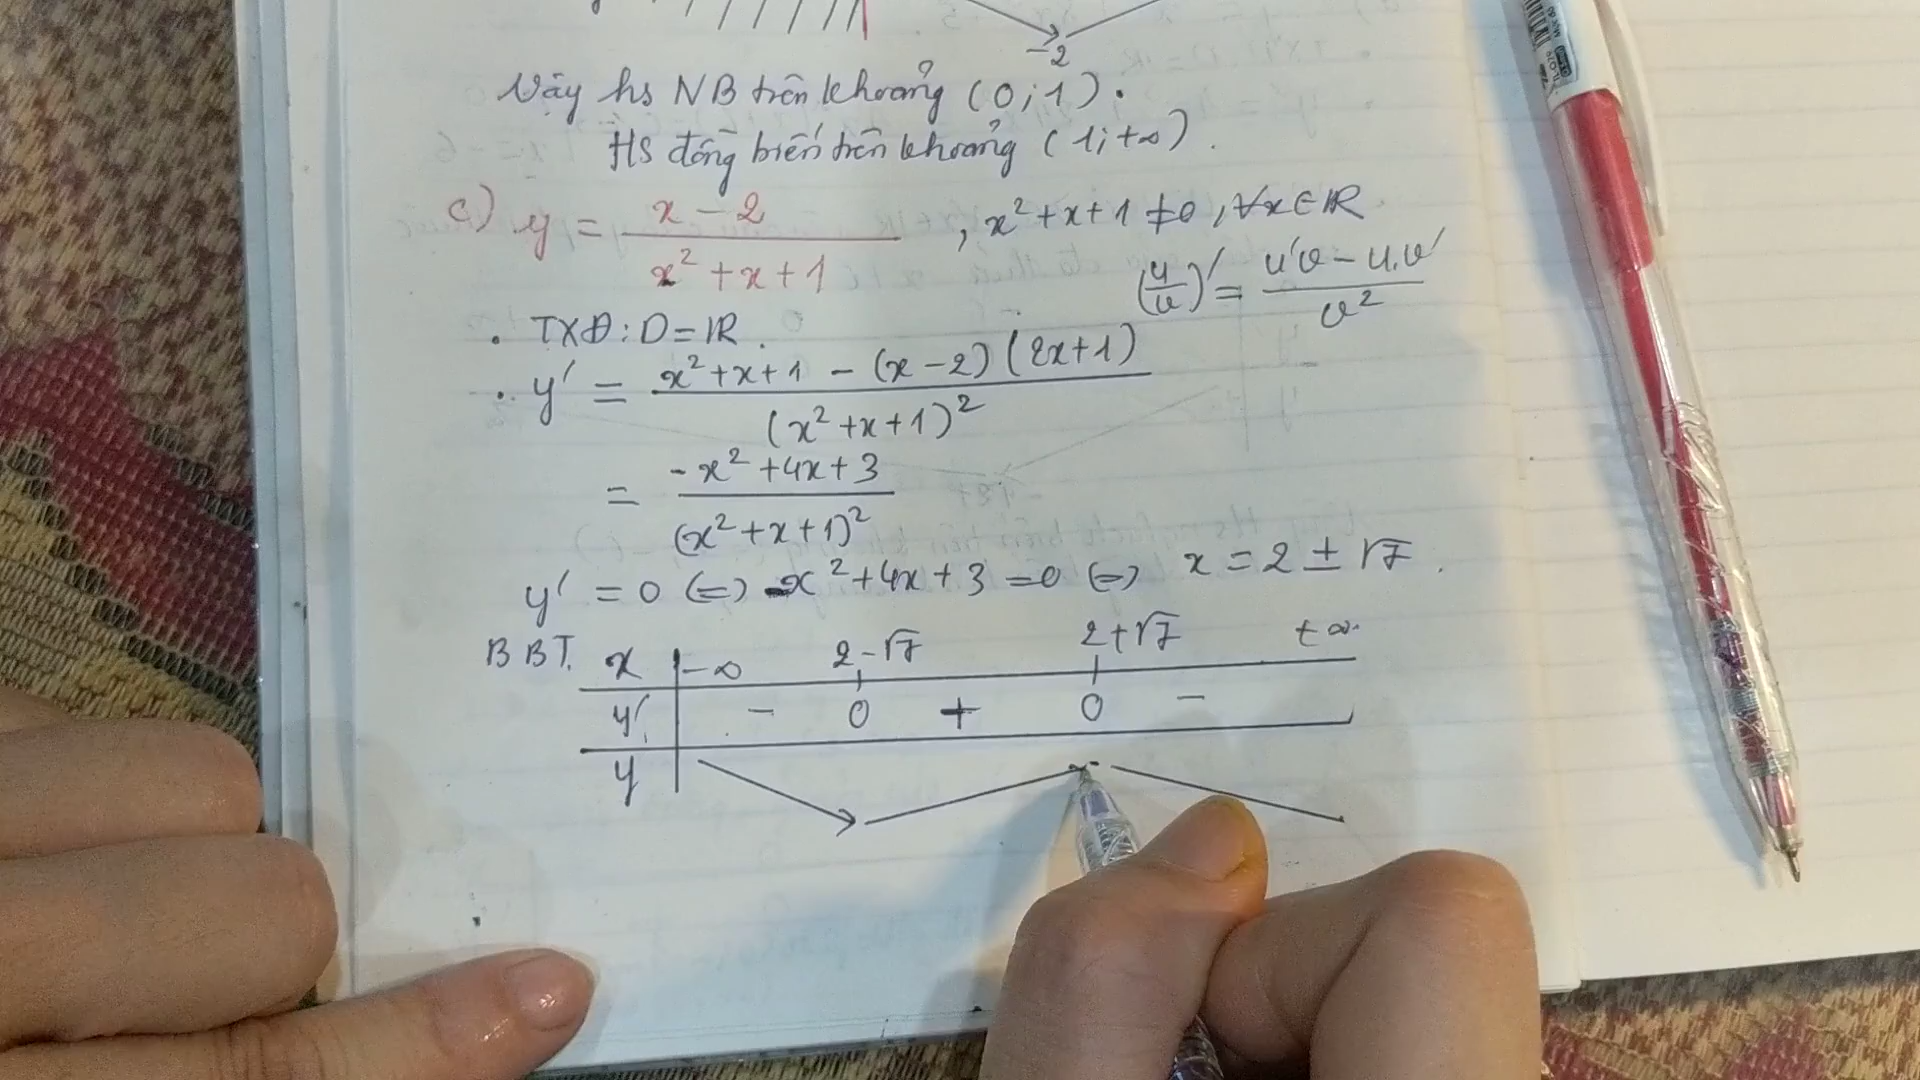 -2
Vậy hs NB trên khoảng (0;1).
HS đồng biến trên khoảng (1;+∞).
c) y = (x-2)/(x²+x+1) , x²+x+1 ≠ 0, ∀x∈ℝ
(u/v)' = (u'v - u.v')/v²
. TXĐ: D=ℝ.
. y' = (x²+x+1 - (x-2)(2x+1))/(x²+x+1)²
= (-x²+4x+3)/(x²+x+1)²
y' = 0 (=) -x²+4x+3 =0 (=) x = 2 ± √7.
BBT. x -∞ 2-√7 2+√7 +∞
y' - 0 + 0 -
y